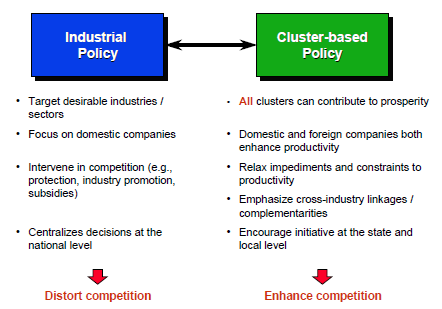 Industrial
Policy
Cluster-based
Policy
• Target desirable industries /
sectors
• Focus on domestic companies
• Intervene in competition (e.g.,
protection, industry promotion,
subsidies)
• Centralizes decisions at the
national level
Distort competition
• All clusters can contribute to prosperity
• Domestic and foreign companies both
enhance productivity
• Relax impediments and constraints to
productivity
• Emphasize cross-industry linkages /
complementarities
• Encourage initiative at the state and
local level
Enhance competition